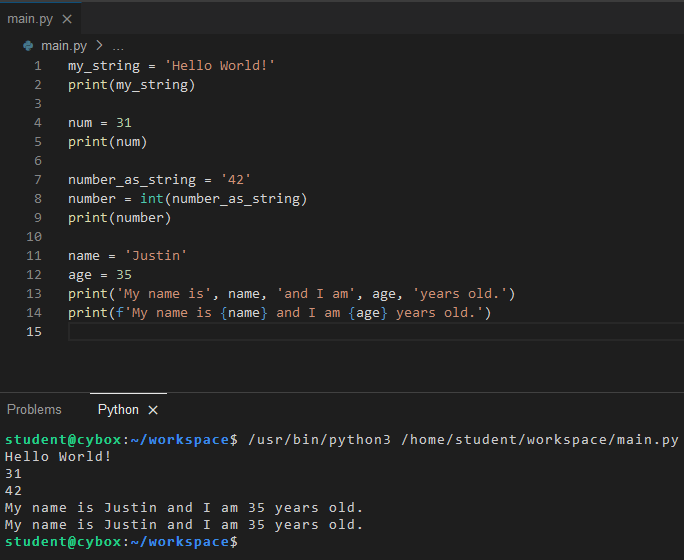 main.py ×
main.py > ...
1 my_string = 'Hello World!'
2 print(my_string)
3
4 num = 31
5 print(num)
6
7 number_as_string = '42'
8 number = int(number_as_string)
9 print(number)
10
11 name = 'Justin'
12 age = 35
13 print('My name is', name, 'and I am', age, 'years old.')
14 print(f'My name is {name} and I am {age} years old.')
15
Problems Python ×
student@cybox:~/workspace$ /usr/bin/python3 /home/student/workspace/main.py
Hello World!
31
42
My name is Justin and I am 35 years old.
My name is Justin and I am 35 years old.
student@cybox:~/workspace$